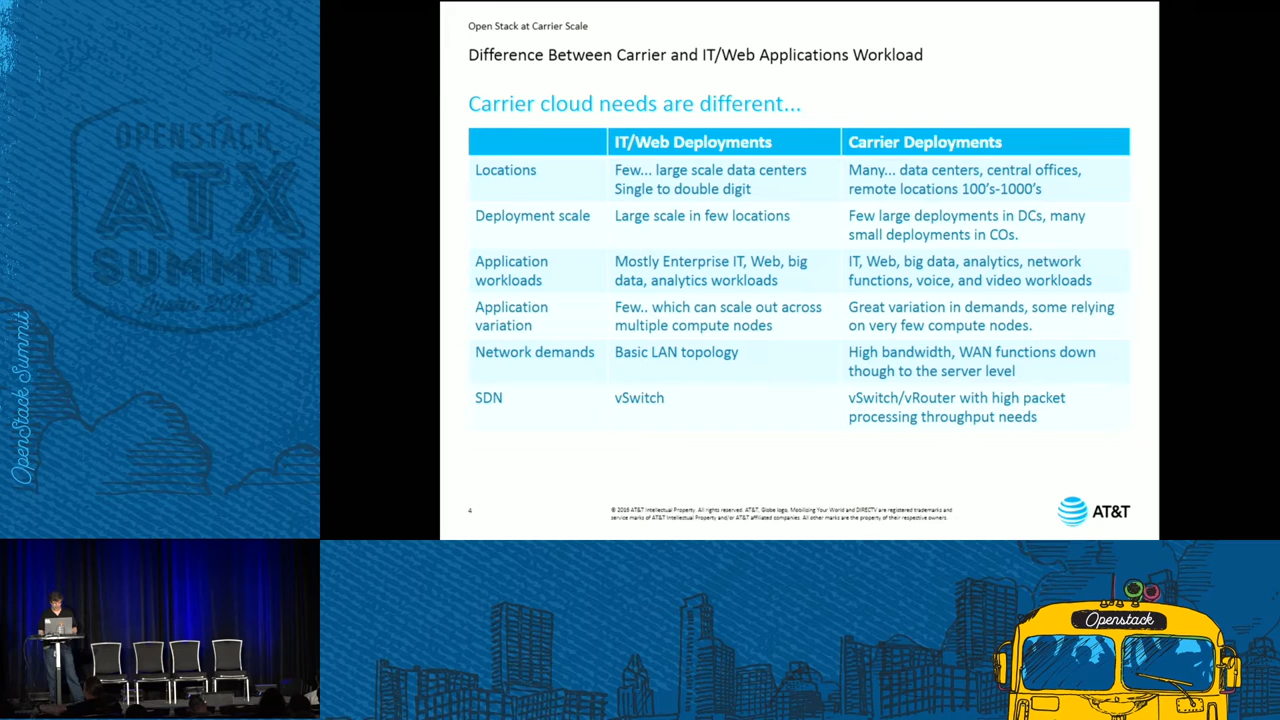 Open Stack at Carrier Scale
Difference Between Carrier and IT/Web Applications Workload
Carrier cloud needs are different...
IT/Web Deployments
Carrier Deployments
Locations
Few... large scale data centers
Single to double digit
Many... data centers, central offices,
remote locations 100's-1000's
Deployment scale
Large scale in few locations
Few large deployments in DCs, many
small deployments in COs.
Application
workloads
Mostly Enterprise IT, Web, big
data, analytics workloads
IT, Web, big data, analytics, network
functions, voice, and video workloads
Application
variation
Few.. which can scale out across
multiple compute nodes
Great variation in demands, some relying
on very few compute nodes.
Network demands
Basic LAN topology
High bandwidth, WAN functions down
though to the server level
SDN
vSwitch
vSwitch/vRouter with high packet
processing throughput needs
4
© 2016 AT&T Intellectual Property. All rights reserved. AT&T, Globe logo, Mobilizing Your World and DIRECTV are registered trademarks and
service marks of AT&T Intellectual Property and/or AT&T affiliated companies. All other marks are the property of their respective owners.
AT&T
OPENSTACK
ATX
SUMMIT
OpenStack Summit
Openstack